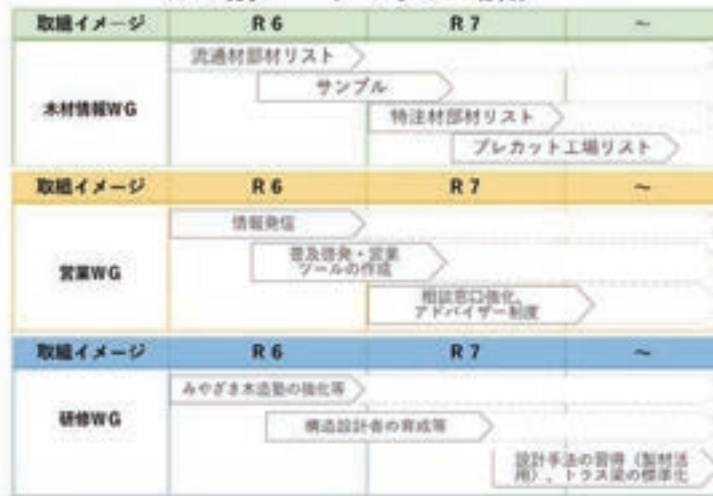 取組イメージ R6 R7 ～
流通材部材リスト
サンプル
木材情報WG
特注材部材リスト
プレカット工場リスト
取組イメージ R6 R7 ～
情報発信
普及啓発・営業
ツールの作成
営業WG
相談窓口強化、
アドバイザー制度
取組イメージ R6 R7 ～
みやざき木造塾の強化等
研修WG
構造設計者の育成等
設計手法の習得（製材活
用）、トラス梁の標準化